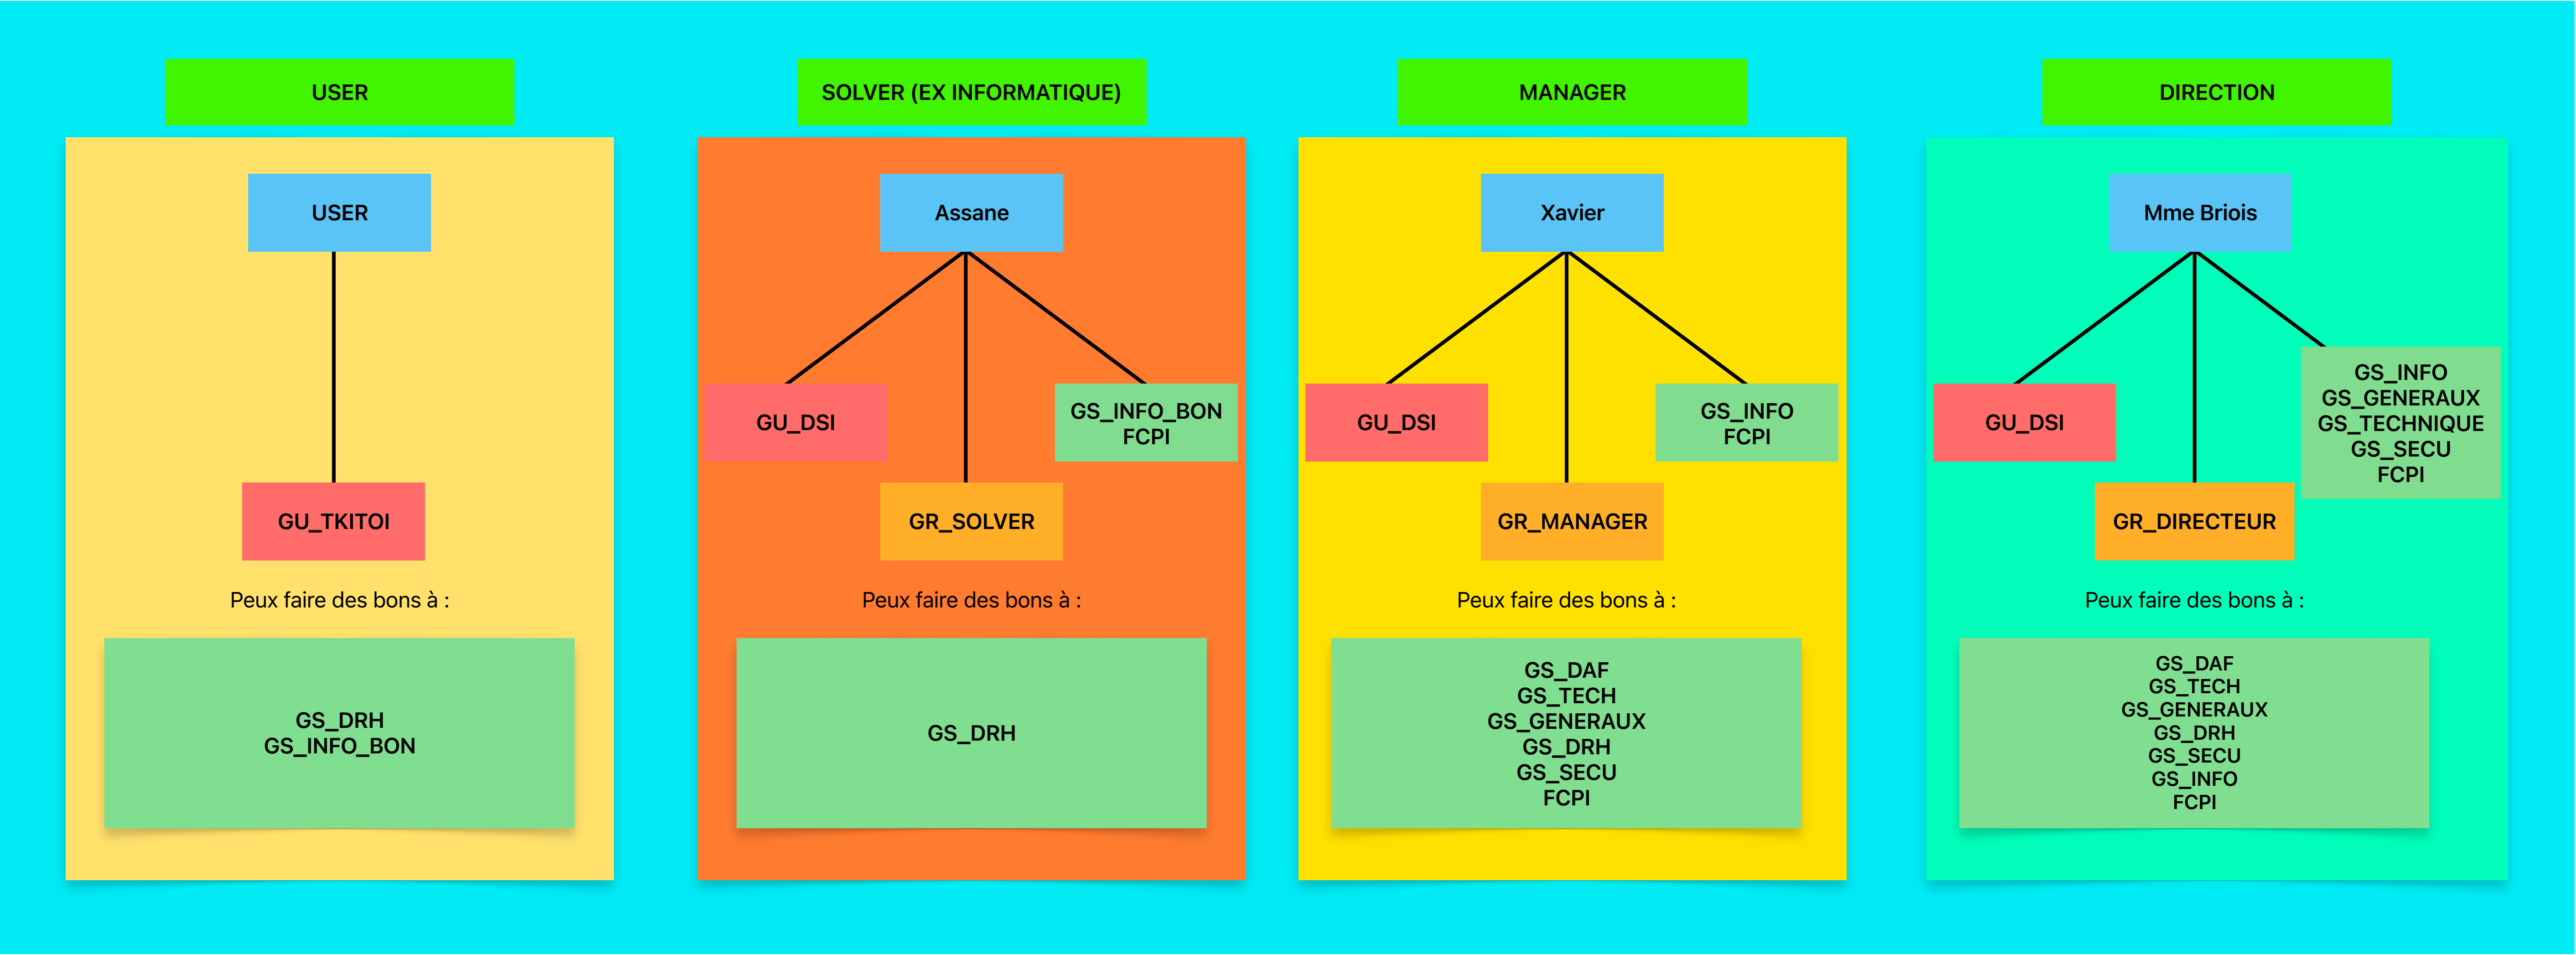 USER
USER
GU_TKITOI
Peux faire des bons à :
GS_DRH
GS_INFO_BON
SOLVER (EX INFORMATIQUE)
Assane
GU_DSI
GS_INFO_BON
FCPI
GR_SOLVER
Peux faire des bons à :
GS_DRH
MANAGER
Xavier
GU_DSI
GS_INFO
FCPI
GR_MANAGER
Peux faire des bons à :
GS_DAF
GS_TECH
GS_GENERAUX
GS_DRH
GS_SECU
FCPI
DIRECTION
Mme Briois
GU_DSI
GS_INFO
GS_GENERAUX
GS_TECHNIQUE
GS_SECU
FCPI
GR_DIRECTEUR
Peux faire des bons à :
GS_DAF
GS_TECH
GS_GENERAUX
GS_DRH
GS_SECU
GS_INFO
FCPI